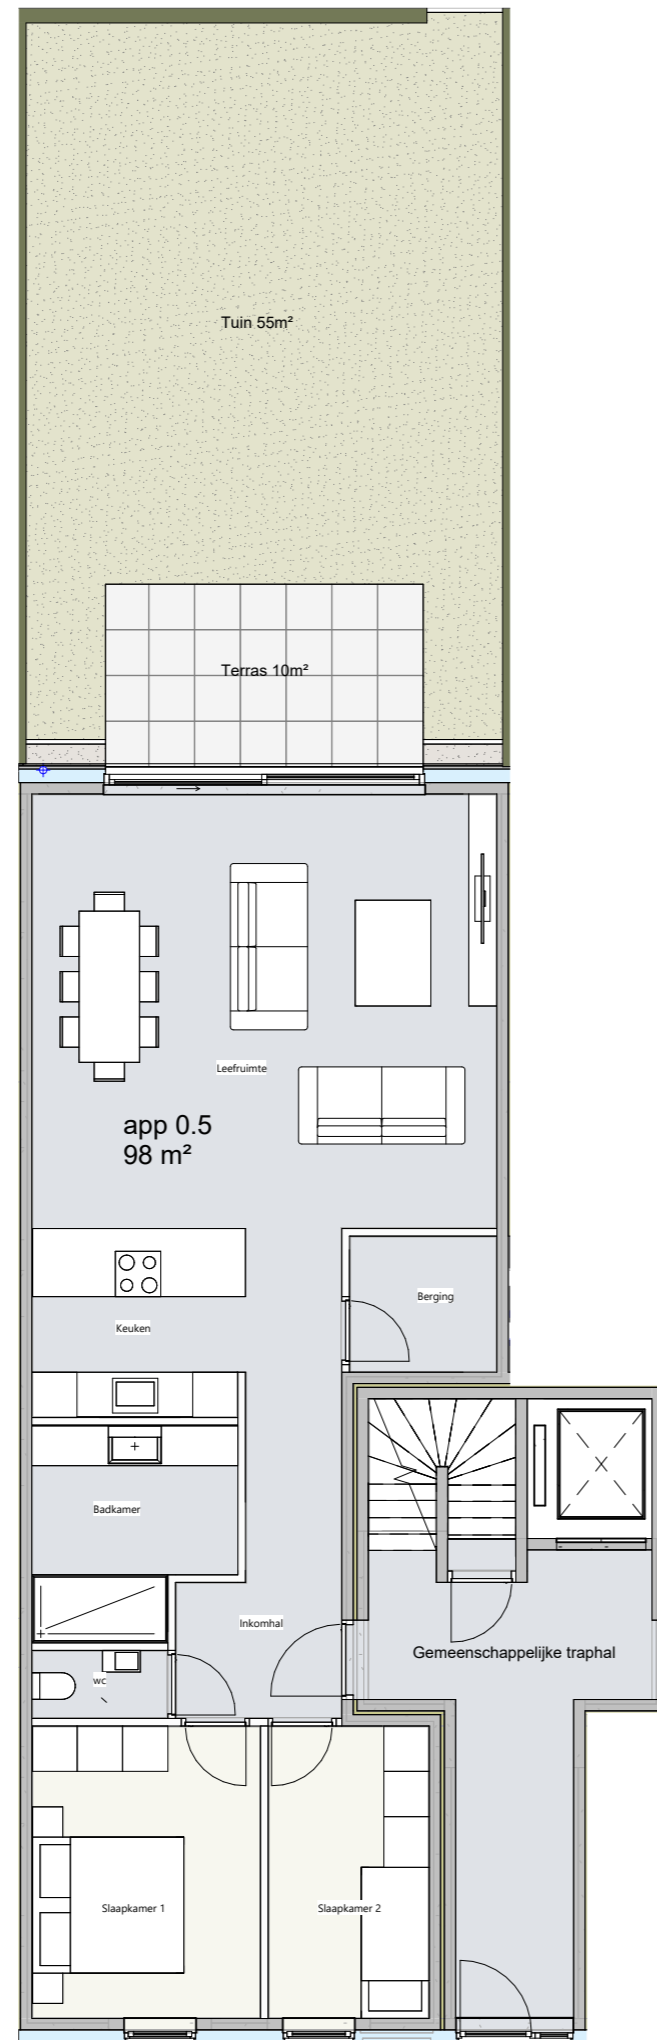 Tuin 55m²
Terras 10m²
Leefruimte
app 0.5
98 m²
Berging
Keuken
Badkamer
Inkomhal
Gemeenschappelijke traphal
wc
Slaapkamer 1
Slaapkamer 2